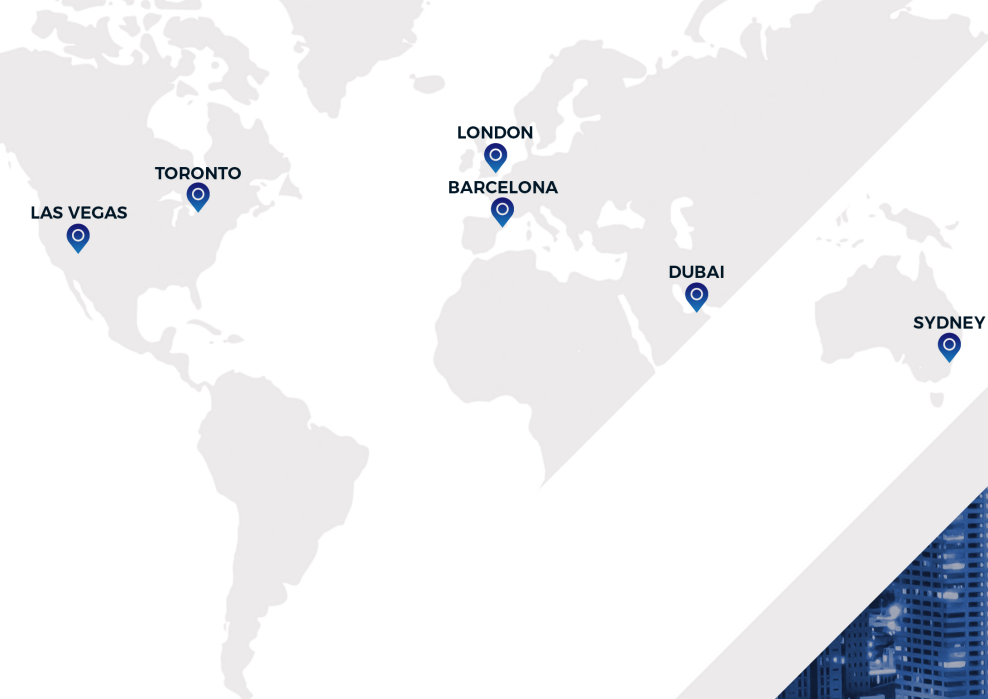 LONDON
TORONTO
BARCELONA
LAS VEGAS
DUBAI
SYDNEY